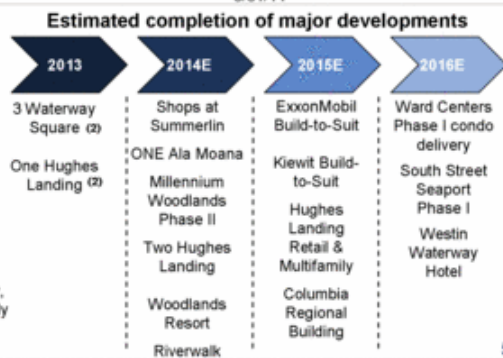 Estimated completion of major developments
2013
2014E
2015E
2016E
3 Waterway
Square (2)
One Hughes
Landing (2)
Shops at
Summerlin
ONE Ala Moana
Millennium
Woodlands
Phase II
Two Hughes
Landing
Woodlands
Resort
Riverwalk
ExxonMobil
Build-to-Suit
Kiewit Build-
to-Suit
Hughes
Landing
Retail &
Multifamily
Columbia
Regional
Building
Ward Centers
Phase I condo
delivery
South Street
Seaport
Phase I
Westin
Waterway
Hotel